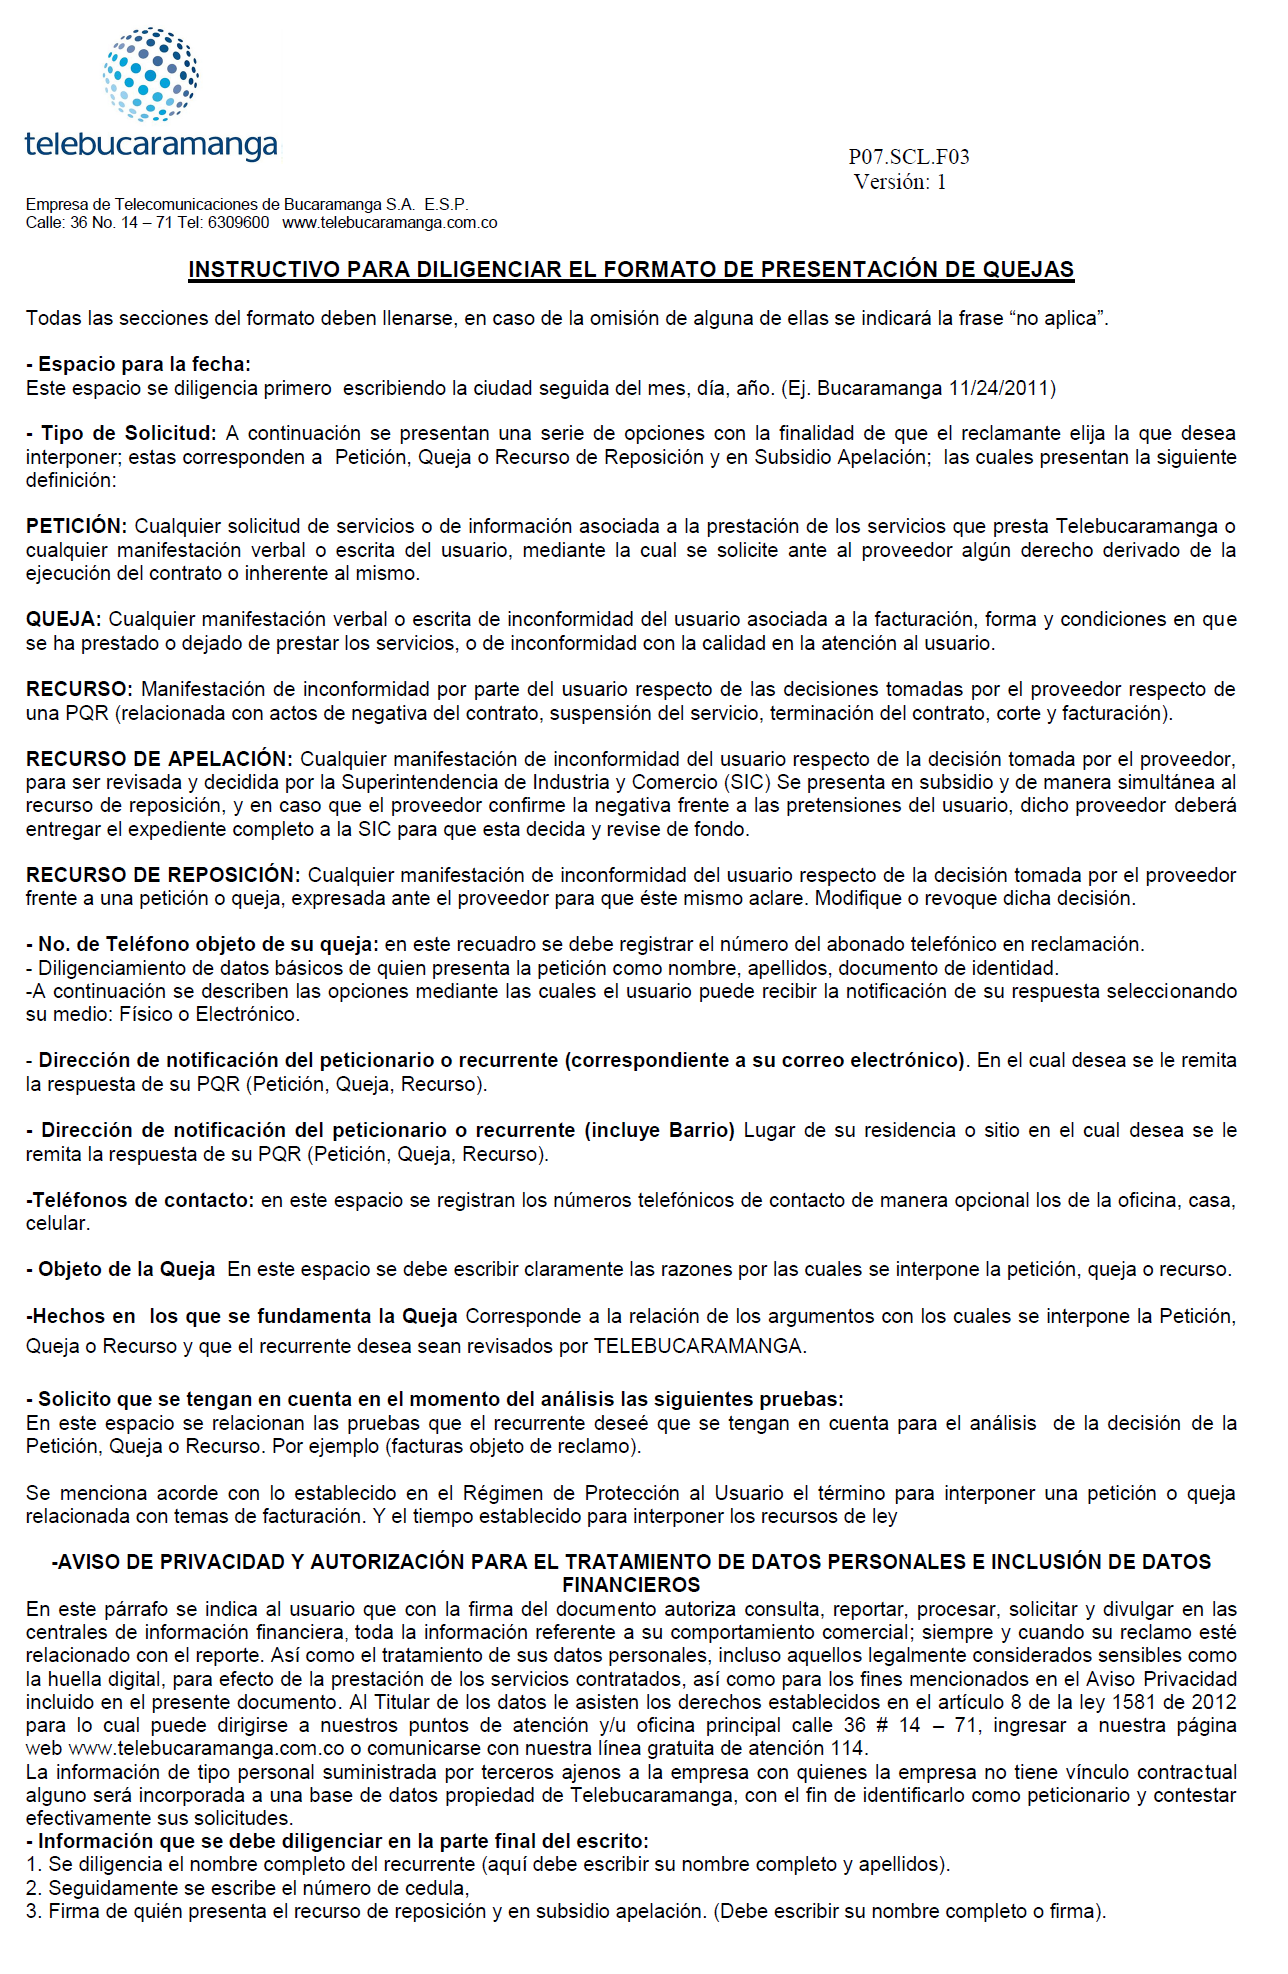 telebucaramanga
P07.SCL.F03
Versión: 1
Empresa de Telecomunicaciones de Bucaramanga S.A. E.S.P.
Calle: 36 No. 14 – 71 Tel: 6309600 www.telebucaramanga.com.co
INSTRUCTIVO PARA DILIGENCIAR EL FORMATO DE PRESENTACIÓN DE QUEJAS
Todas las secciones del formato deben llenarse, en caso de la omisión de alguna de ellas se indicará la frase “no aplica”.
- Espacio para la fecha:
Este espacio se diligencia primero escribiendo la ciudad seguida del mes, día, año. (Ej. Bucaramanga 11/24/2011)
- Tipo de Solicitud: A continuación se presentan una serie de opciones con la finalidad de que el reclamante elija la que desea
interponer; estas corresponden a Petición, Queja o Recurso de Reposición y en Subsidio Apelación; las cuales presentan la siguiente
definición:
PETICIÓN: Cualquier solicitud de servicios o de información asociada a la prestación de los servicios que presta Telebucaramanga o
cualquier manifestación verbal o escrita del usuario, mediante la cual se solicite ante al proveedor algún derecho derivado de la
ejecución del contrato o inherente al mismo.
QUEJA: Cualquier manifestación verbal o escrita de inconformidad del usuario asociada a la facturación, forma y condiciones en que
se ha prestado o dejado de prestar los servicios, o de inconformidad con la calidad en la atención al usuario.
RECURSO: Manifestación de inconformidad por parte del usuario respecto de las decisiones tomadas por el proveedor respecto de
una PQR (relacionada con actos de negativa del contrato, suspensión del servicio, terminación del contrato, corte y facturación).
RECURSO DE APELACIÓN: Cualquier manifestación de inconformidad del usuario respecto de la decisión tomada por el proveedor,
para ser revisada y decidida por la Superintendencia de Industria y Comercio (SIC) Se presenta en subsidio y de manera simultánea al
recurso de reposición, y en caso que el proveedor confirme la negativa frente a las pretensiones del usuario, dicho proveedor deberá
entregar el expediente completo a la SIC para que esta decida y revise de fondo.
RECURSO DE REPOSICIÓN: Cualquier manifestación de inconformidad del usuario respecto de la decisión tomada por el proveedor
frente a una petición o queja, expresada ante el proveedor para que éste mismo aclare. Modifique o revoque dicha decisión.
- No. de Teléfono objeto de su queja: en este recuadro se debe registrar el número del abonado telefónico en reclamación.
- Diligenciamiento de datos básicos de quien presenta la petición como nombre, apellidos, documento de identidad.
-A continuación se describen las opciones mediante las cuales el usuario puede recibir la notificación de su respuesta seleccionando
su medio: Físico o Electrónico.
- Dirección de notificación del peticionario o recurrente (correspondiente a su correo electrónico). En el cual desea se le remita
la respuesta de su PQR (Petición, Queja, Recurso).
- Dirección de notificación del peticionario o recurrente (incluye Barrio) Lugar de su residencia o sitio en el cual desea se le
remita la respuesta de su PQR (Petición, Queja, Recurso).
-Teléfonos de contacto: en este espacio se registran los números telefónicos de contacto de manera opcional los de la oficina, casa,
celular.
- Objeto de la Queja En este espacio se debe escribir claramente las razones por las cuales se interpone la petición, queja o recurso.
-Hechos en los que se fundamenta la Queja Corresponde a la relación de los argumentos con los cuales se interpone la Petición,
Queja o Recurso y que el recurrente desea sean revisados por TELEBUCARAMANGA.
- Solicito que se tengan en cuenta en el momento del análisis las siguientes pruebas:
En este espacio se relacionan las pruebas que el recurrente deseé que se tengan en cuenta para el análisis de la decisión de la
Petición, Queja o Recurso. Por ejemplo (facturas objeto de reclamo).
Se menciona acorde con lo establecido en el Régimen de Protección al Usuario el término para interponer una petición o queja
relacionada con temas de facturación. Y el tiempo establecido para interponer los recursos de ley
-AVISO DE PRIVACIDAD Y AUTORIZACIÓN PARA EL TRATAMIENTO DE DATOS PERSONALES E INCLUSIÓN DE DATOS
FINANCIEROS
En este párrafo se indica al usuario que con la firma del documento autoriza consulta, reportar, procesar, solicitar y divulgar en las
centrales de información financiera, toda la información referente a su comportamiento comercial; siempre y cuando su reclamo esté
relacionado con el reporte. Así como el tratamiento de sus datos personales, incluso aquellos legalmente considerados sensibles como
la huella digital, para efecto de la prestación de los servicios contratados, así como para los fines mencionados en el Aviso Privacidad
incluido en el presente documento. Al Titular de los datos le asisten los derechos establecidos en el artículo 8 de la ley 1581 de 2012
para lo cual puede dirigirse a nuestros puntos de atención y/u oficina principal calle 36 # 14 – 71, ingresar a nuestra página
web www.telebucaramanga.com.co o comunicarse con nuestra línea gratuita de atención 114.
La información de tipo personal suministrada por terceros ajenos a la empresa con quienes la empresa no tiene vínculo contractual
alguno será incorporada a una base de datos propiedad de Telebucaramanga, con el fin de identificarlo como peticionario y contestar
efectivamente sus solicitudes.
- Información que se debe diligenciar en la parte final del escrito:
1. Se diligencia el nombre completo del recurrente (aquí debe escribir su nombre completo y apellidos).
2. Seguidamente se escribe el número de cedula,
3. Firma de quién presenta el recurso de reposición y en subsidio apelación. (Debe escribir su nombre completo o firma).